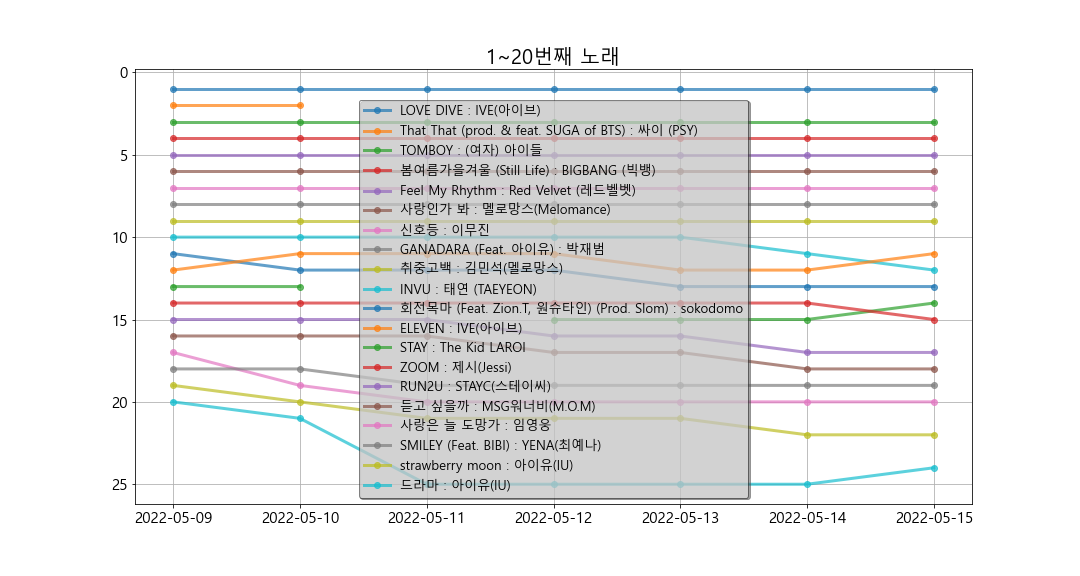 1~20번째 노래
0
5
10
15
20
25
LOVE DIVE : IVE(아이브)
That That (prod. & feat. SUGA of BTS) : 싸이 (PSY)
TOMBOY : (여자) 아이들
봄여름가을겨울 (Still Life) : BIGBANG (빅뱅)
Feel My Rhythm : Red Velvet (레드벨벳)
사랑인가 봐 : 멜로망스(Melomance)
신호등 : 이무진
GANADARA (Feat. 아이유) : 박재범
취중고백 : 김민석(멜로망스)
INVU : 태연 (TAEYEON)
회전목마 (Feat. Zion.T, 원슈타인) (Prod. Slom) : sokodomo
ELEVEN : IVE(아이브)
STAY : The Kid LAROI
ZOOM : 제시(Jessi)
RUN2U : STAYC(스테이씨)
듣고 싶을까 : MSG워너비(M.O.M)
사랑은 늘 도망가 : 임영웅
SMILEY (Feat. BIBI) : YENA(최예나)
strawberry moon : 아이유(IU)
드라마 : 아이유(IU)
2022-05-09
2022-05-10
2022-05-11
2022-05-12
2022-05-13
2022-05-14
2022-05-15